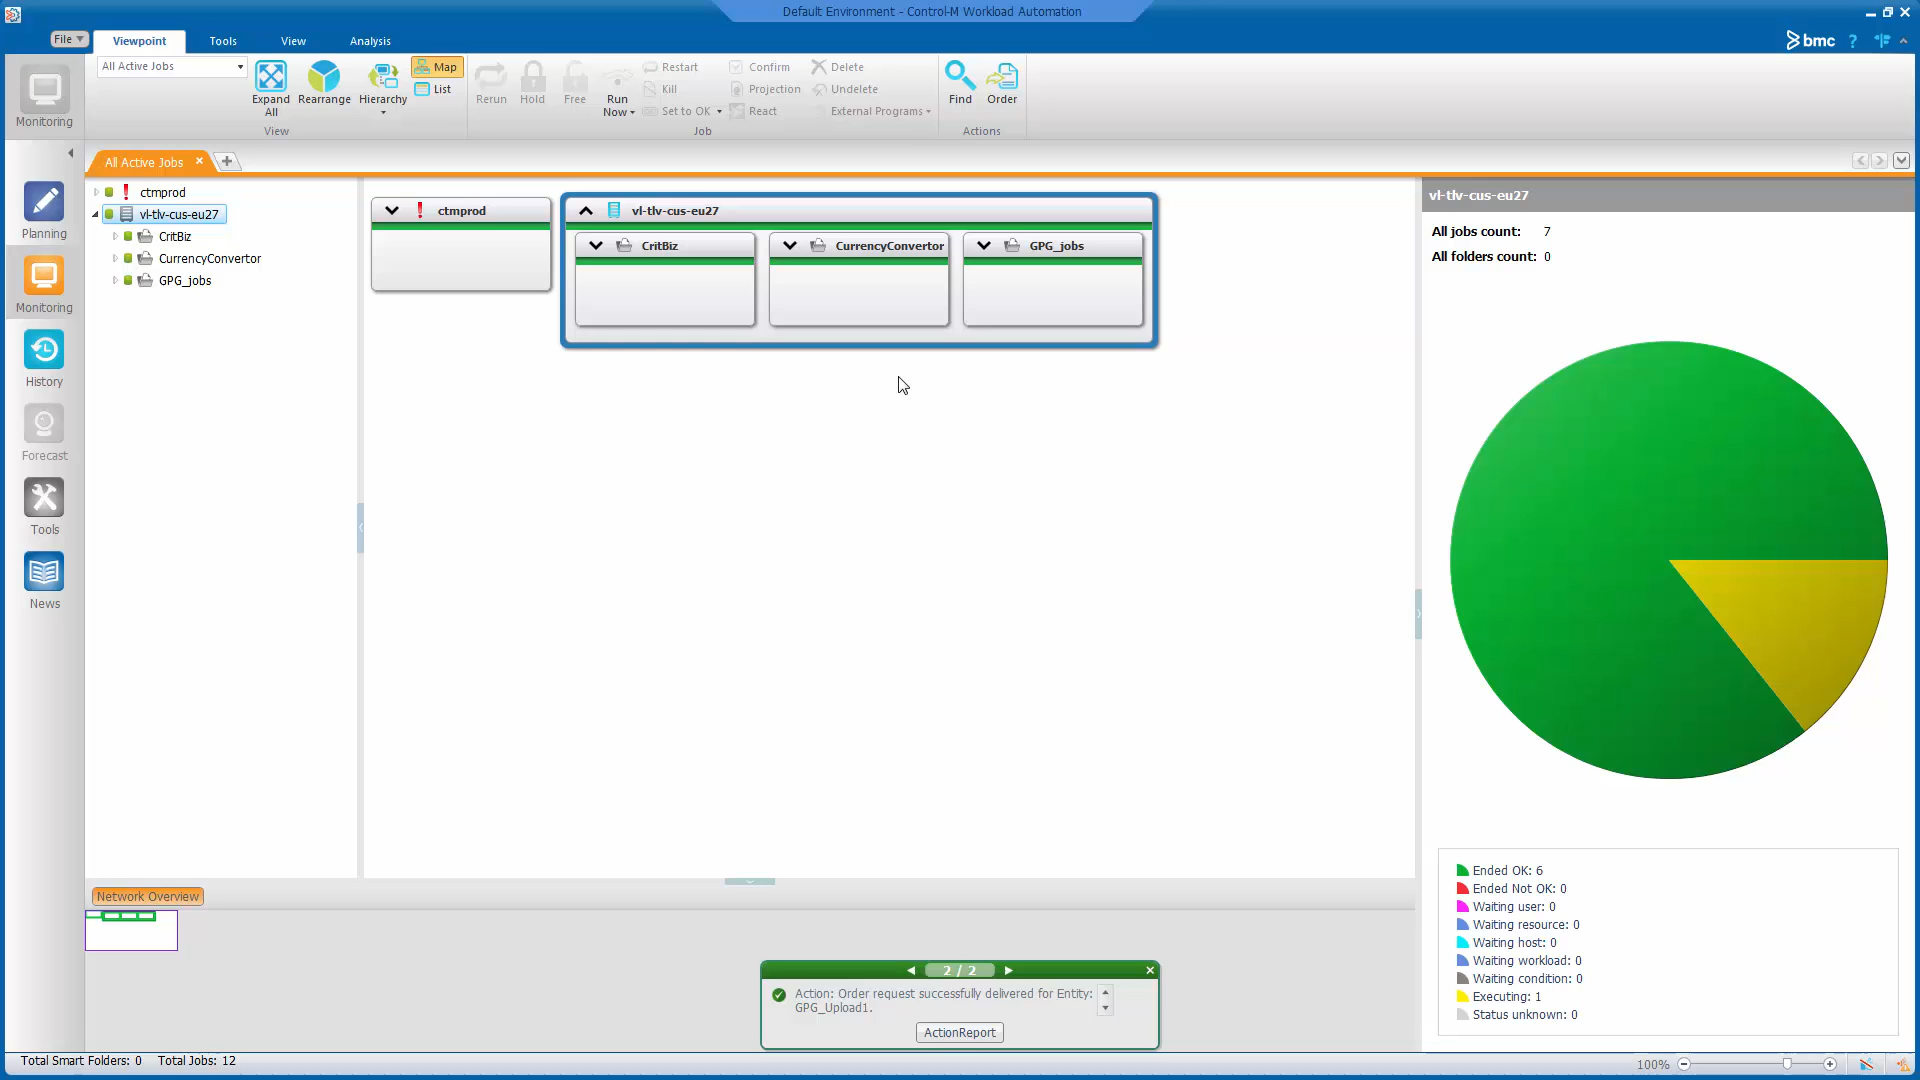 Default Environment - Control-M Workload Automation
File
Viewpoint
Tools
View
Analysis
bmc
?
All Active Jobs
Expand All
Rearrange
Hierarchy
Map
List
View
Rerun
Hold
Free
Run Now
Restart
Kill
Set to OK
Confirm
Projection
React
Delete
Undelete
External Programs
Job
Find
Order
Actions
Monitoring
Planning
Monitoring
History
Forecast
Tools
News
All Active Jobs
ctmprod
vl-tlv-cus-eu27
CritBiz
CurrencyConvertor
GPG_jobs
ctmprod
vl-tlv-cus-eu27
CritBiz
CurrencyConvertor
GPG_jobs
vl-tlv-cus-eu27
All jobs count: 7
All folders count: 0
Ended OK: 6
Ended Not OK: 0
Waiting user: 0
Waiting resource: 0
Waiting host: 0
Waiting workload: 0
Waiting condition: 0
Executing: 1
Status unknown: 0
Network Overview
2 / 2
Action: Order request successfully delivered for Entity:
GPG_Upload1.
ActionReport
Total Smart Folders: 0 Total Jobs: 12
100%